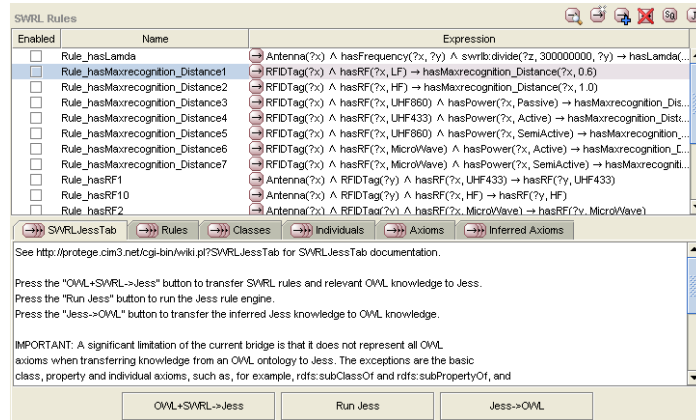 SWRL Rules
Enabled Name Expression
Rule_hasLamda Antenna(?x) ∧ hasFrequency(?x, ?y) ∧ swrlb:divide(?z, 300000000, ?y) → hasLamda(...
Rule_hasMaxrecognition_Distance1 RFIDTag(?x) ∧ hasRF(?x, LF) → hasMaxrecognition_Distance(?x, 0.6)
Rule_hasMaxrecognition_Distance2 RFIDTag(?x) ∧ hasRF(?x, HF) → hasMaxrecognition_Distance(?x, 1.0)
Rule_hasMaxrecognition_Distance3 RFIDTag(?x) ∧ hasRF(?x, UHF860) ∧ hasPower(?x, Passive) → hasMaxrecognition_Dis...
Rule_hasMaxrecognition_Distance4 RFIDTag(?x) ∧ hasRF(?x, UHF433) ∧ hasPower(?x, Active) → hasMaxrecognition_Dista...
Rule_hasMaxrecognition_Distance5 RFIDTag(?x) ∧ hasRF(?x, UHF860) ∧ hasPower(?x, SemiActive) → hasMaxrecognition_...
Rule_hasMaxrecognition_Distance6 RFIDTag(?x) ∧ hasRF(?x, MicroWave) ∧ hasPower(?x, Active) → hasMaxrecognition_D...
Rule_hasMaxrecognition_Distance7 RFIDTag(?x) ∧ hasRF(?x, MicroWave) ∧ hasPower(?x, SemiActive) → hasMaxrecogniti...
Rule_hasRF1 Antenna(?x) ∧ RFIDTag(?y) ∧ hasRF(?x, UHF433) → hasRF(?y, UHF433)
Rule_hasRF10 Antenna(?x) ∧ RFIDTag(?y) ∧ hasRF(?x, HF) → hasRF(?y, HF)
Rule_hasRF2 Antenna(?x) ∧ RFIDTag(?y) ∧ hasRF(?x, MicroWave) → hasRF(?y, MicroWave)
SWRLJessTab Rules Classes Individuals Axioms Inferred Axioms
See http://protege.cim3.net/cgi-bin/wiki.pl?SWRLJessTab for SWRLJessTab documentation.
Press the "OWL+SWRL->Jess" button to transfer SWRL rules and relevant OWL knowledge to Jess.
Press the "Run Jess" button to run the Jess rule engine.
Press the "Jess->OWL" button to transfer the inferred Jess knowledge to OWL knowledge.
IMPORTANT: A significant limitation of the current bridge is that it does not represent all OWL
axioms when transferring knowledge from an OWL ontology to Jess. The exceptions are the basic
class, property and individual axioms, such as, for example, rdfs:subClassOf and rdfs:subPropertyOf, and
OWL+SWRL->Jess Run Jess Jess->OWL